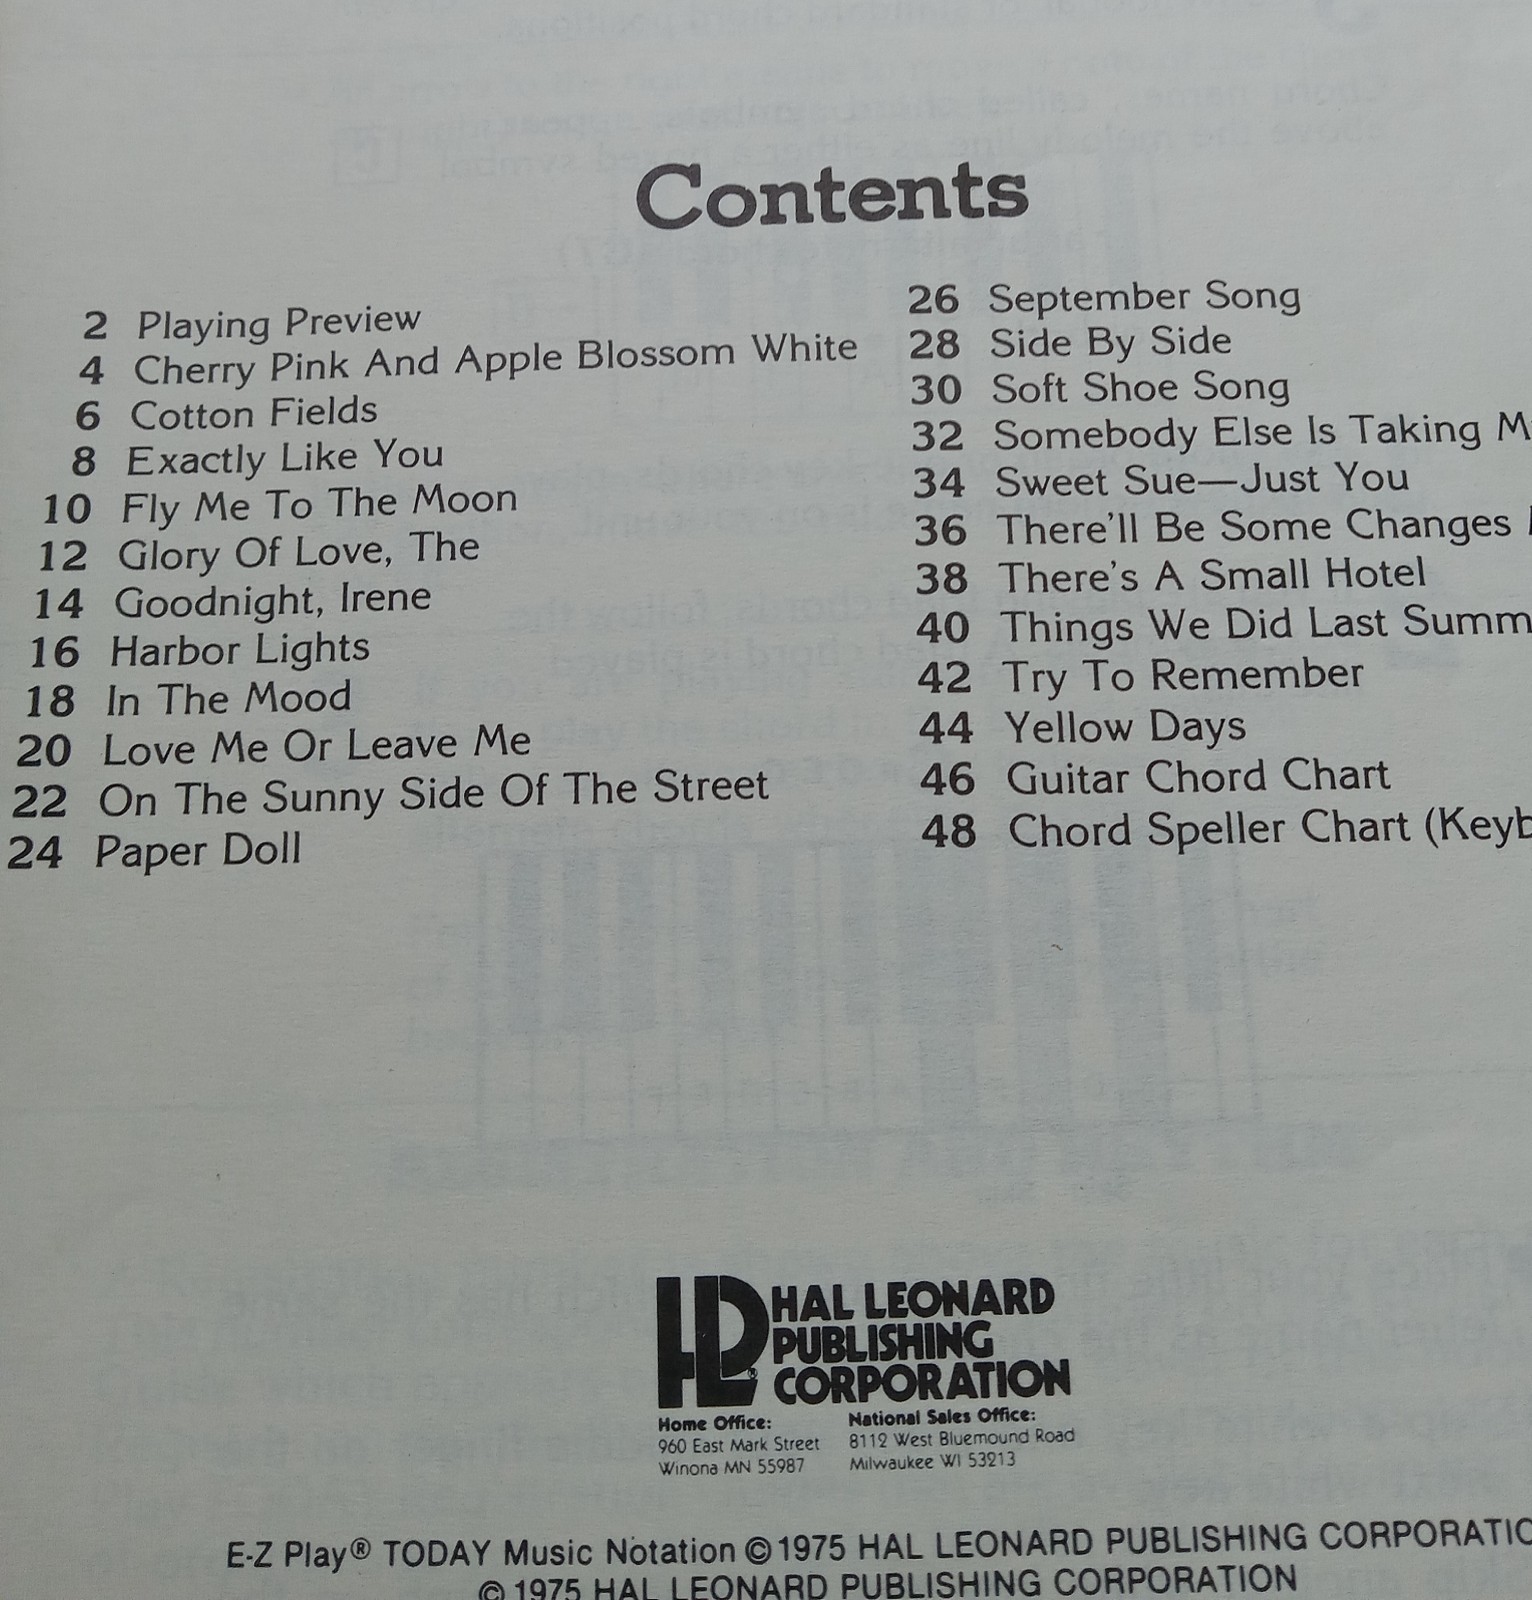 Contents
2 Playing Preview
4 Cherry Pink And Apple Blossom White
6 Cotton Fields
8 Exactly Like You
10 Fly Me To The Moon
12 Glory Of Love, The
14 Goodnight, Irene
16 Harbor Lights
18 In The Mood
20 Love Me Or Leave Me
22 On The Sunny Side Of The Street
24 Paper Doll
26 September Song
28 Side By Side
30 Soft Shoe Song
32 Somebody Else Is Taking
34 Sweet Sue—Just You
36 There'll Be Some Changes
38 There's A Small Hotel
40 Things We Did Last Summ
42 Try To Remember
44 Yellow Days
46 Guitar Chord Chart
48 Chord Speller Chart (Keyb
HAL LEONARD
PUBLISHING
CORPORATION
Home Office:
960 East Mark Street
Winona MN 55987
National Sales Office:
8112 West Bluemound Road
Milwaukee WI 53213
E-Z Play® TODAY Music Notation © 1975 HAL LEONARD PUBLISHING CORPORATIO
© 1975 HAL LEONARD PUBLISHING CORPORATION